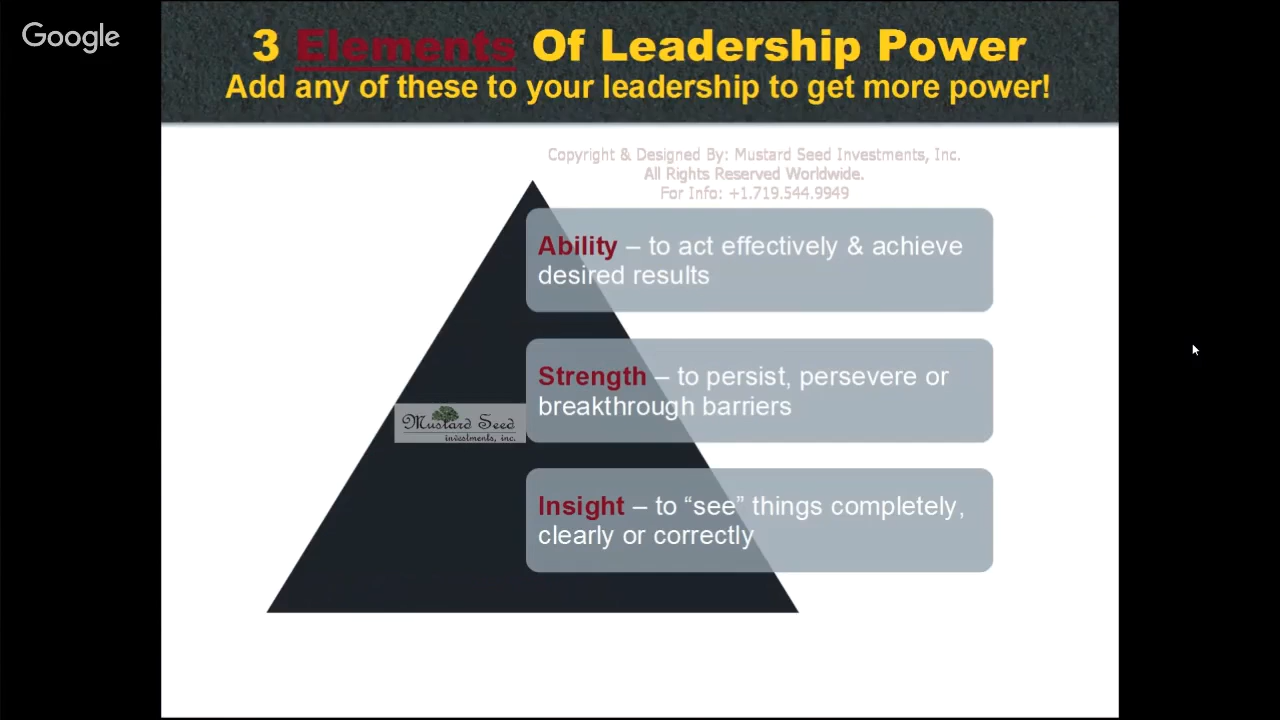 Google
3 Elements Of Leadership Power
Add any of these to your leadership to get more power!
Copyright & Designed By: Mustard Seed Investments, Inc.
All Rights Reserved Worldwide.
For Info: +1.719.544.9949
Ability – to act effectively & achieve
desired results
Strength – to persist, persevere or
breakthrough barriers
Mustard Seed
investments, inc.
Insight – to “see” things completely,
clearly or correctly